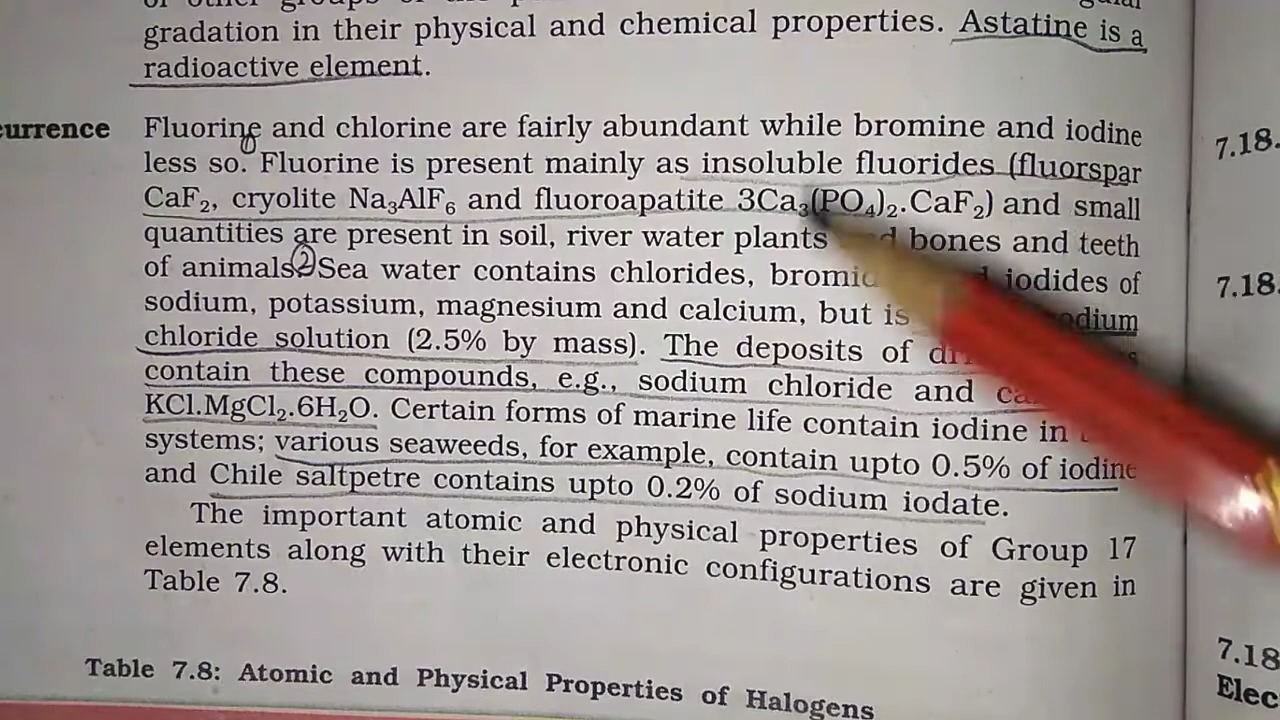 gradation in their physical and chemical properties. Astatine is a
radioactive element.
currence
Fluorine and chlorine are fairly abundant while bromine and iodine
less so. Fluorine is present mainly as insoluble fluorides (fluorspar
CaF₂, cryolite Na₃AlF₆ and fluoroapatite 3Ca₃(PO₄)₂.CaF₂) and small
quantities are present in soil, river water plants bones and teeth
of animals. Sea water contains chlorides, iodides of
sodium, potassium, magnesium and calcium, but is
chloride solution (2.5% by mass). The deposits of
contain these compounds, e.g., sodium chloride and
KCl.MgCl₂.6H₂O. Certain forms of marine life contain iodine in
systems; various seaweeds, for example, contain upto 0.5% of iodine
and Chile saltpetre contains upto 0.2% of sodium iodate.
The important atomic and physical properties of Group 17
elements along with their electronic configurations are given in
Table 7.8.
Table 7.8: Atomic and Physical Properties of Halogens
7.18.
7.18.
7.18
Elec